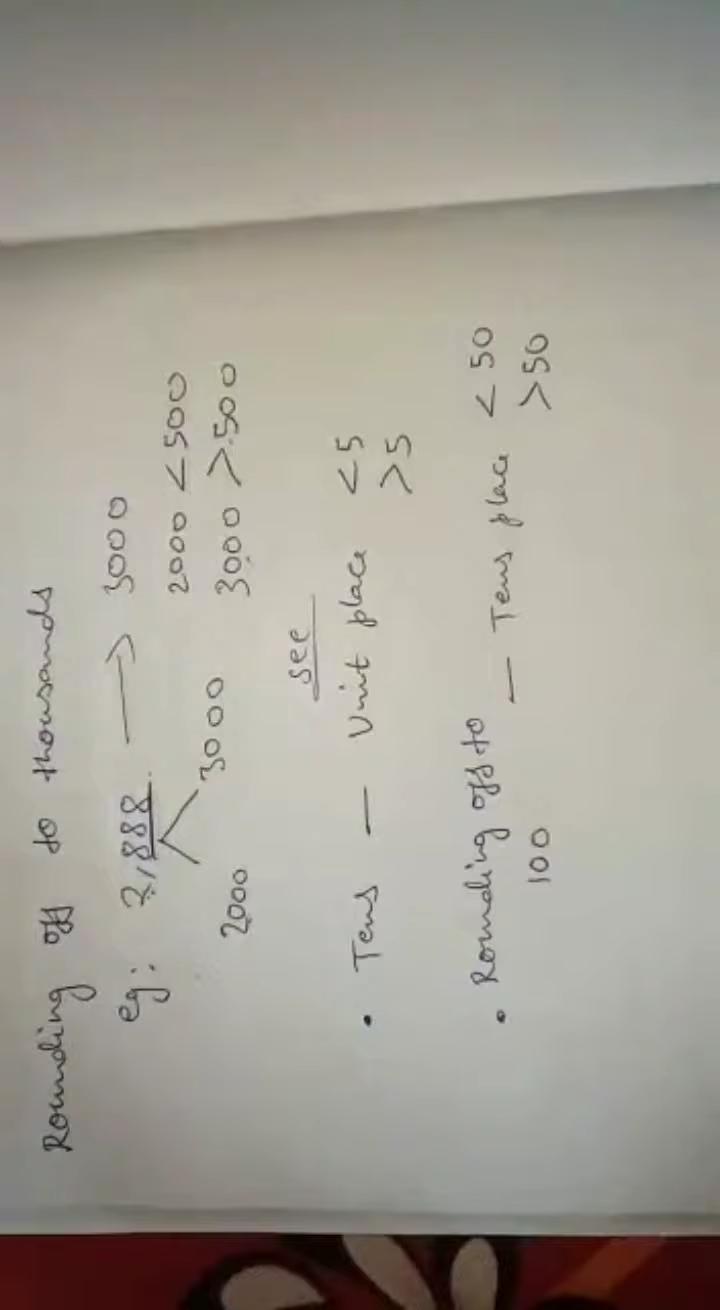 Rounding off to thousands
eg: 2,888. → 3000
2000 3000
2000 < 500
3000 > 500
see
• Tens — Unit place < 5
> 5
• Rounding off to 100 — Tens place < 50
> 50